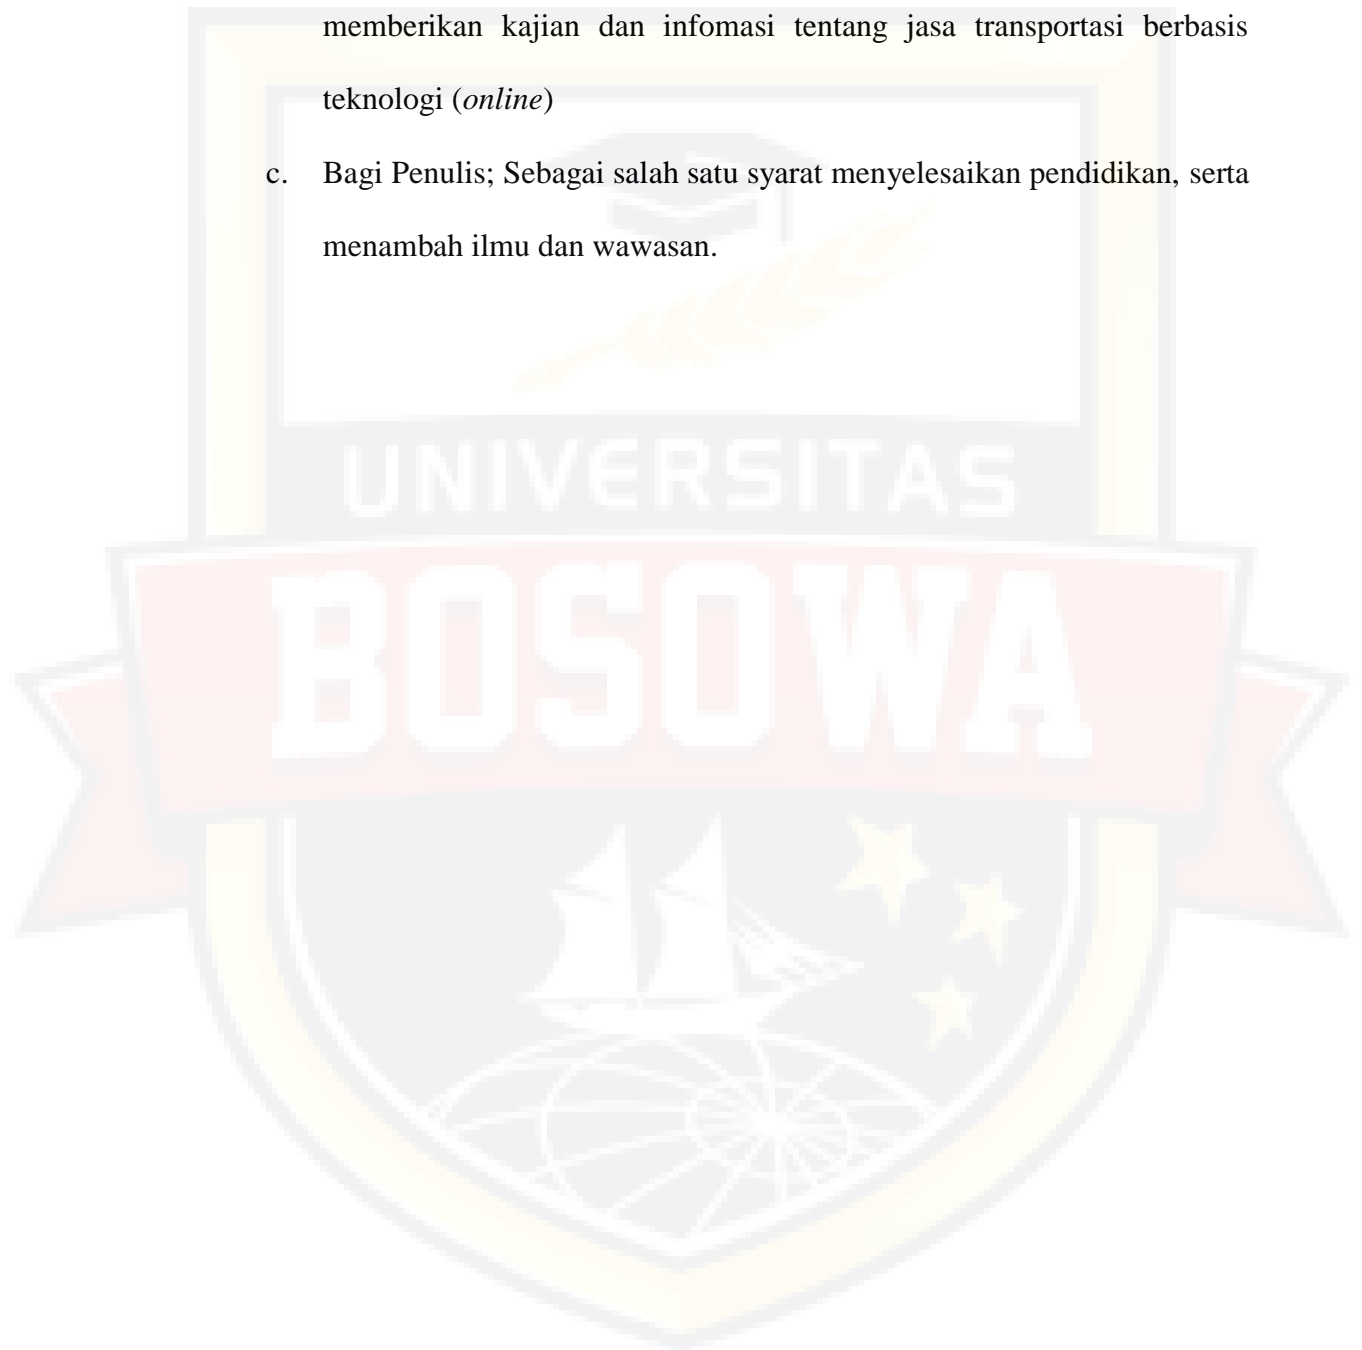 memberikan kajian dan infomasi tentang jasa transportasi berbasis
teknologi (online)
c. Bagi Penulis; Sebagai salah satu syarat menyelesaikan pendidikan, serta
menambah ilmu dan wawasan.
UNIVERSITAS
BOSOWA